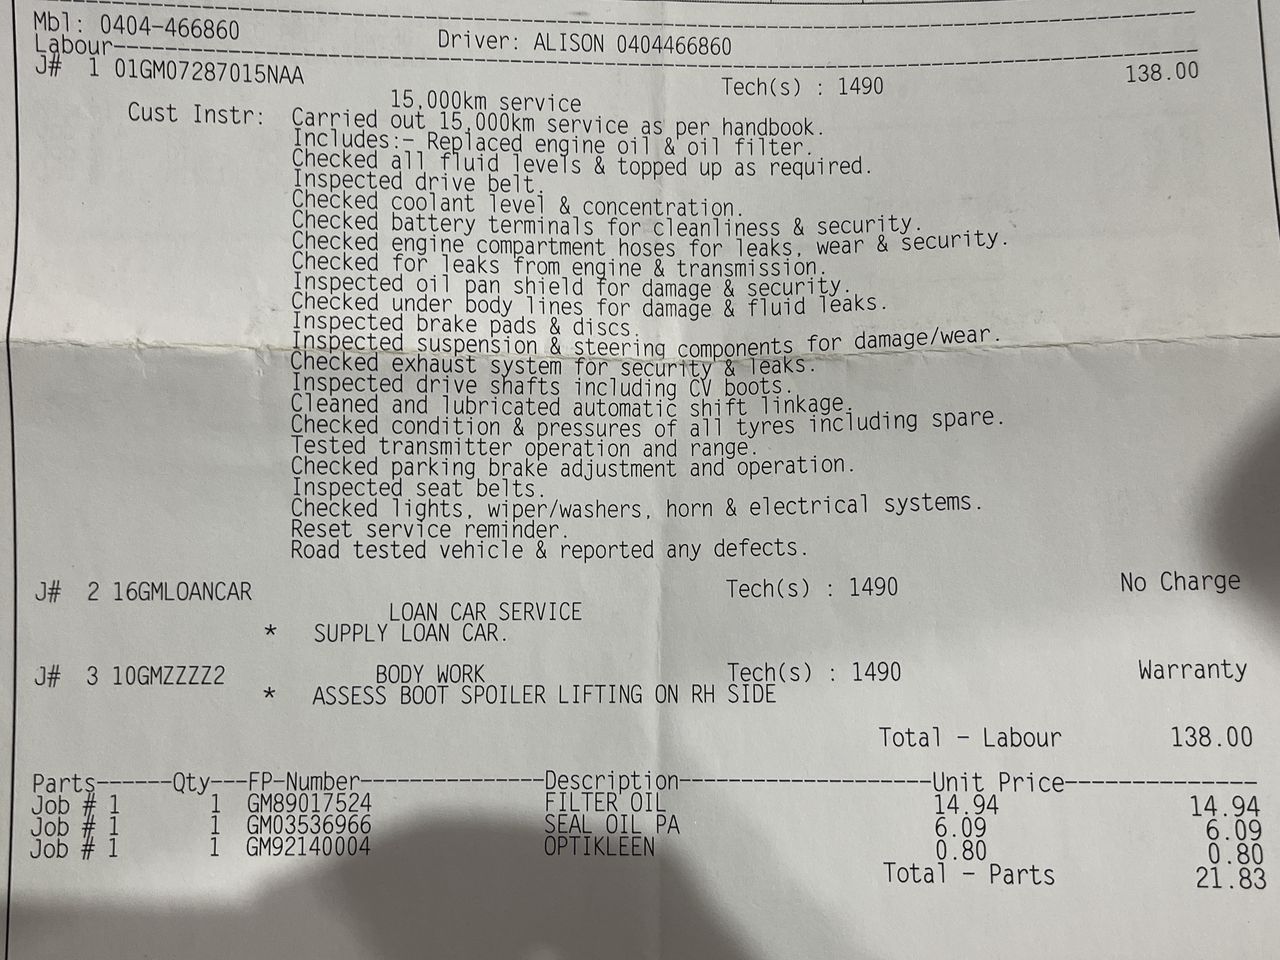 Mbl: 0404-466860 Driver: ALISON 0404466860
Labour
J# 1 01GM07287015NAA Tech(s) : 1490 138.00
15,000km service
Cust Instr: Carried out 15,000km service as per handbook.
Includes:- Replaced engine oil & oil filter.
Checked all fluid levels & topped up as required.
Inspected drive belt.
Checked coolant level & concentration.
Checked battery terminals for cleanliness & security.
Checked engine compartment hoses for leaks, wear & security.
Checked for leaks from engine & transmission.
Inspected oil pan shield for damage & security.
Checked under body lines for damage & fluid leaks.
Inspected brake pads & discs.
Inspected suspension & steering components for damage/wear.
Checked exhaust system for security & leaks.
Inspected drive shafts including CV boots.
Cleaned and lubricated automatic shift linkage.
Checked condition & pressures of all tyres including spare.
Tested transmitter operation and range.
Checked parking brake adjustment and operation.
Inspected seat belts.
Checked lights, wiper/washers, horn & electrical systems.
Reset service reminder.
Road tested vehicle & reported any defects.
J# 2 16GMLOANCAR Tech(s) : 1490 No Charge
LOAN CAR SERVICE
* SUPPLY LOAN CAR.
J# 3 10GMZZZZ2 BODY WORK Tech(s) : 1490 Warranty
* ASSESS BOOT SPOILER LIFTING ON RH SIDE
Total - Labour 138.00
Parts------Qty---FP-Number--------------Description-------------------Unit Price--------------
Job # 1 1 GM89017524 FILTER OIL 14.94 14.94
Job # 1 1 GM03536966 SEAL OIL PA 6.09 6.09
Job # 1 1 GM92140004 OPTIKLEEN 0.80 0.80
Total - Parts 21.83